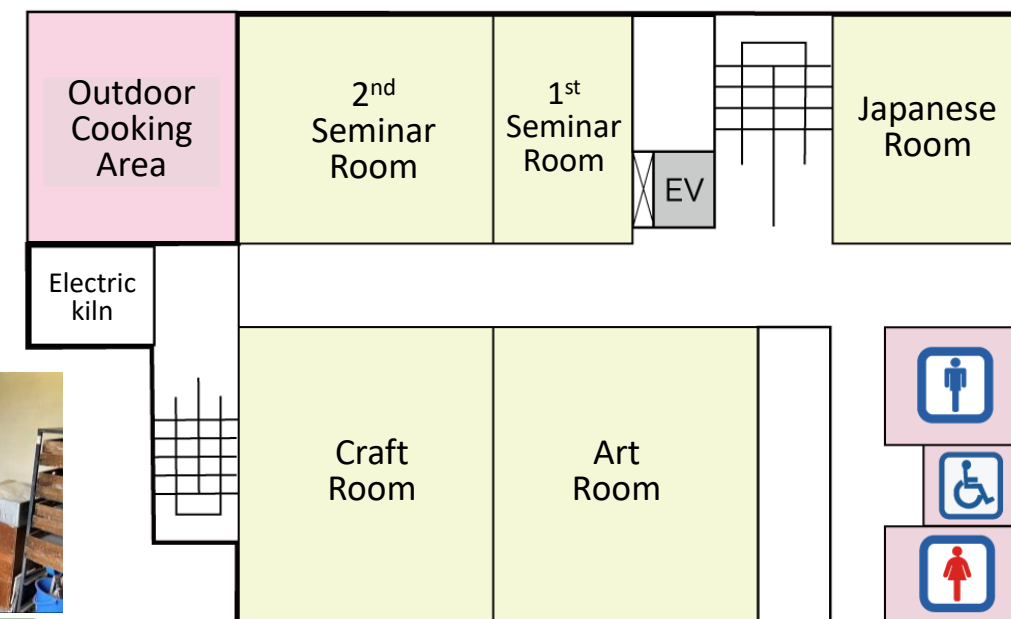 Outdoor
Cooking
Area
2nd
Seminar
Room
1st
Seminar
Room
EV
Japanese
Room
Electric
kiln
Craft
Room
Art
Room